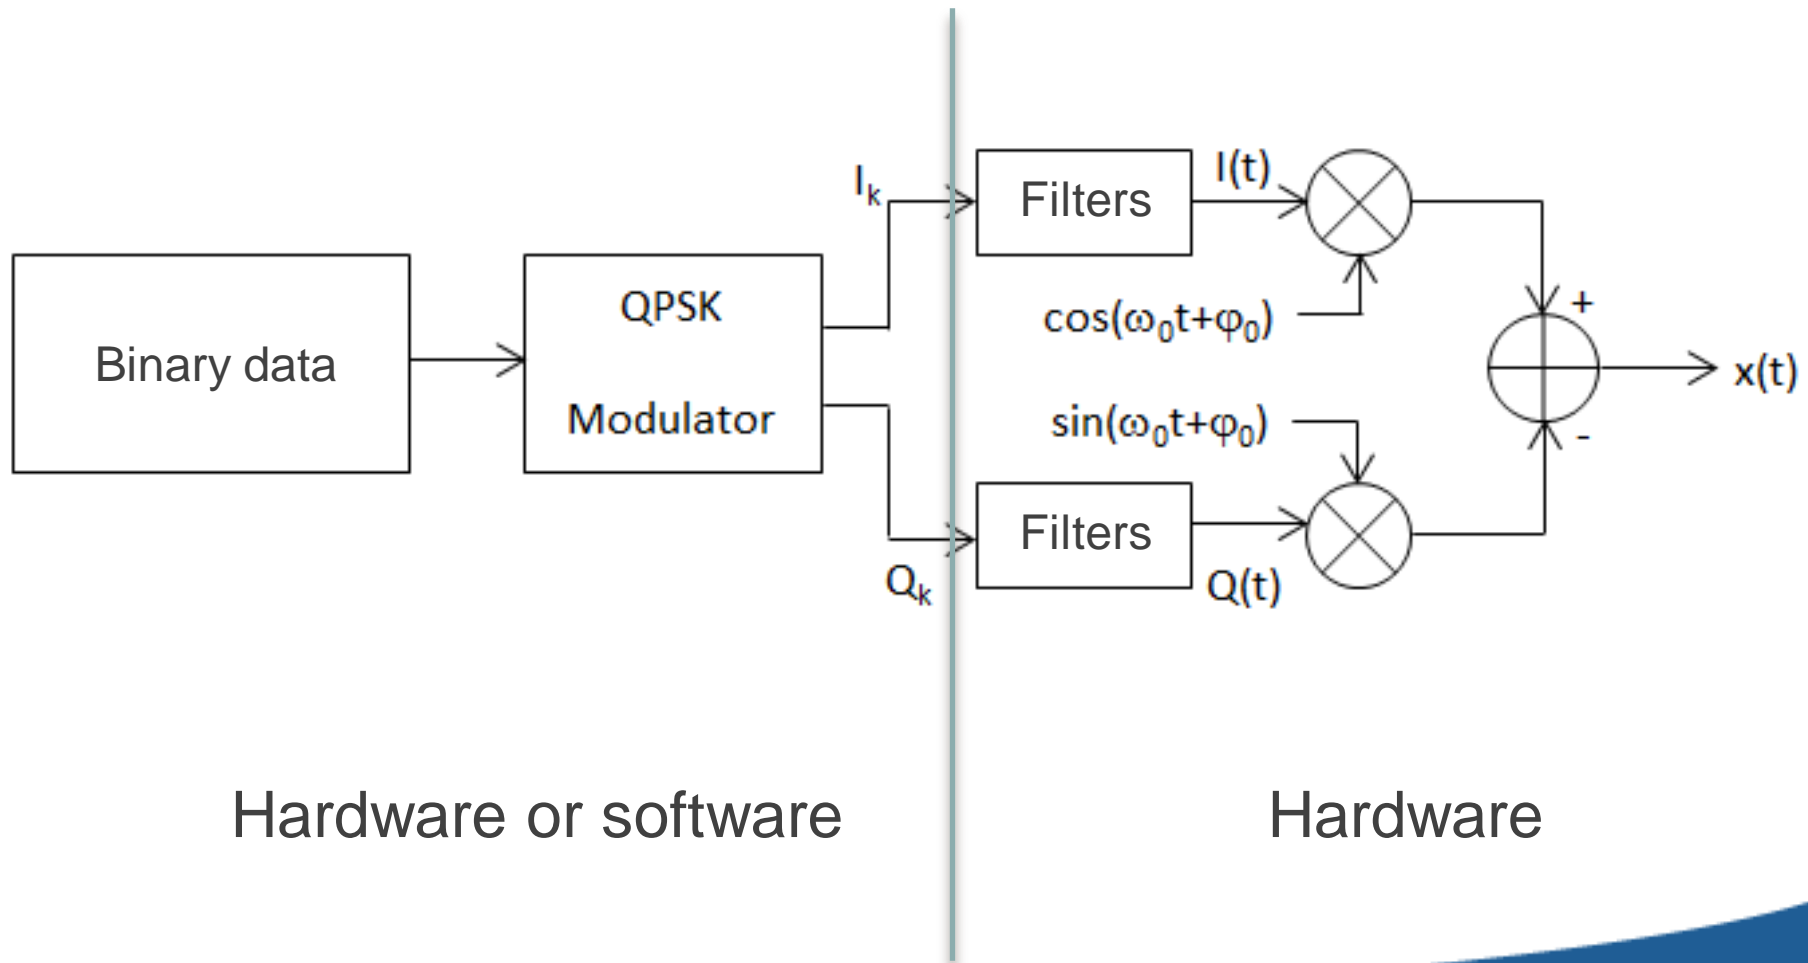 Binary data
QPSK
Modulator
Iₖ
Qₖ
Filters
I(t)
cos(ω₀t+φ₀)
sin(ω₀t+φ₀)
Filters
Q(t)
+
-
x(t)
Hardware or software
Hardware